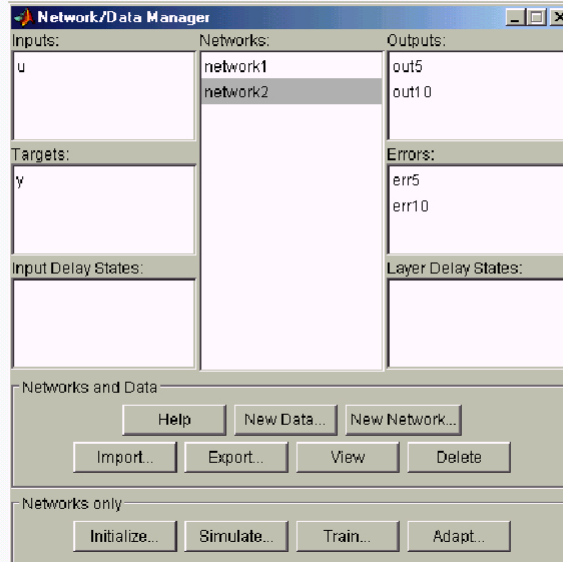 Network/Data Manager
Inputs:
u
Networks:
network1
network2
Outputs:
out5
out10
Targets:
y
Errors:
err5
err10
Input Delay States:
Layer Delay States:
Networks and Data
Help
New Data...
New Network...
Import...
Export...
View
Delete
Networks only
Initialize...
Simulate...
Train...
Adapt...